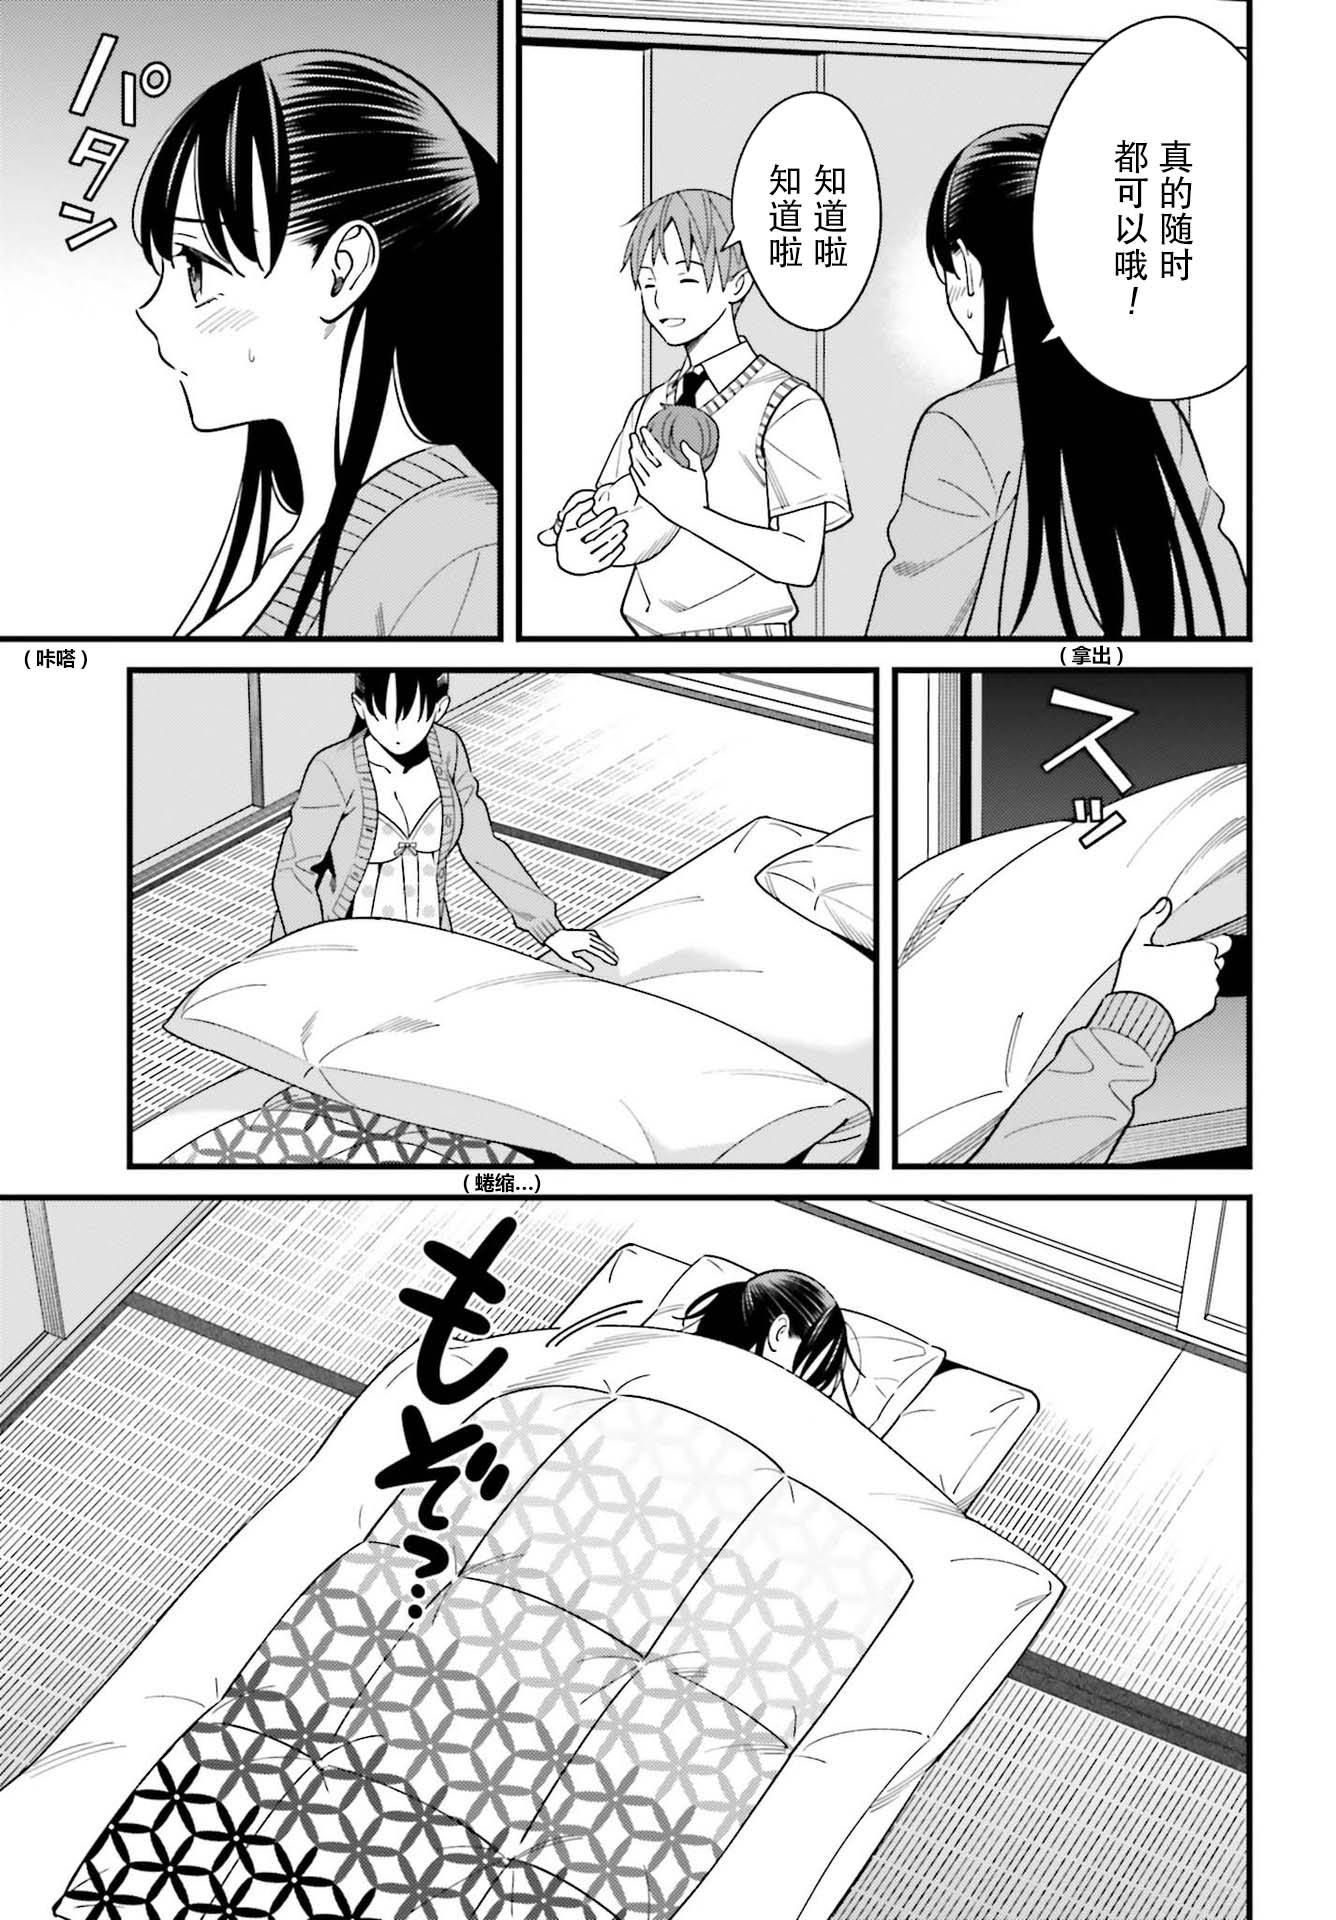 真的随时
都可以哦！
知道啦
知道啦
パタン
（咔嗒）
（拿出）
ズッ
（蜷缩…）
もぞっ…